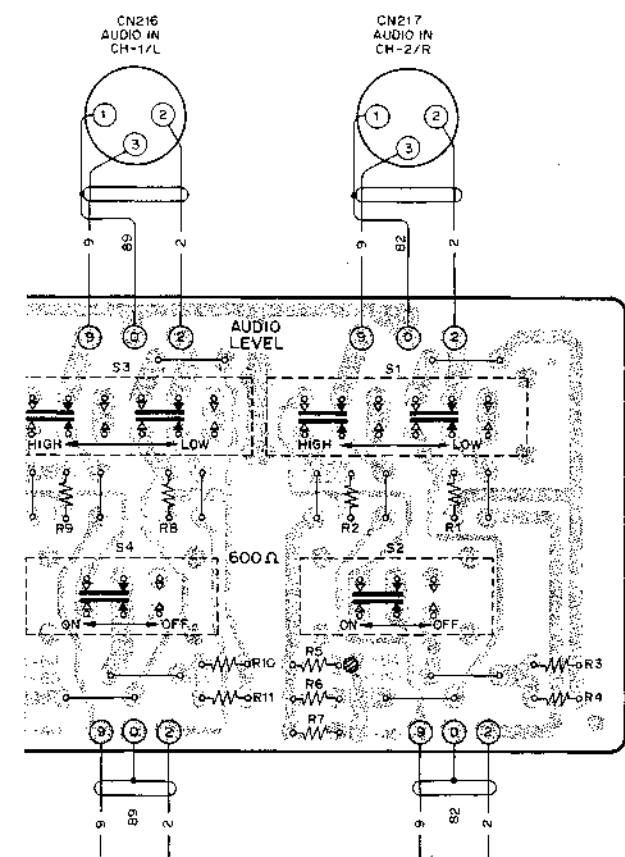 CN216
AUDIO IN
CH-1/L
CN217
AUDIO IN
CH-2/R
1 2 3
1 2 3
9 89 2
9 82 2
9 0 2
AUDIO
LEVEL
9 0 2
S3
S1
HIGH LOW
HIGH LOW
R9 R8
R2 R1
S4
600Ω
S2
ON OFF
ON OFF
R10
R5
R3
R11
R6
R4
R7
9 0 2
9 0 2
9 89 2
9 82 2